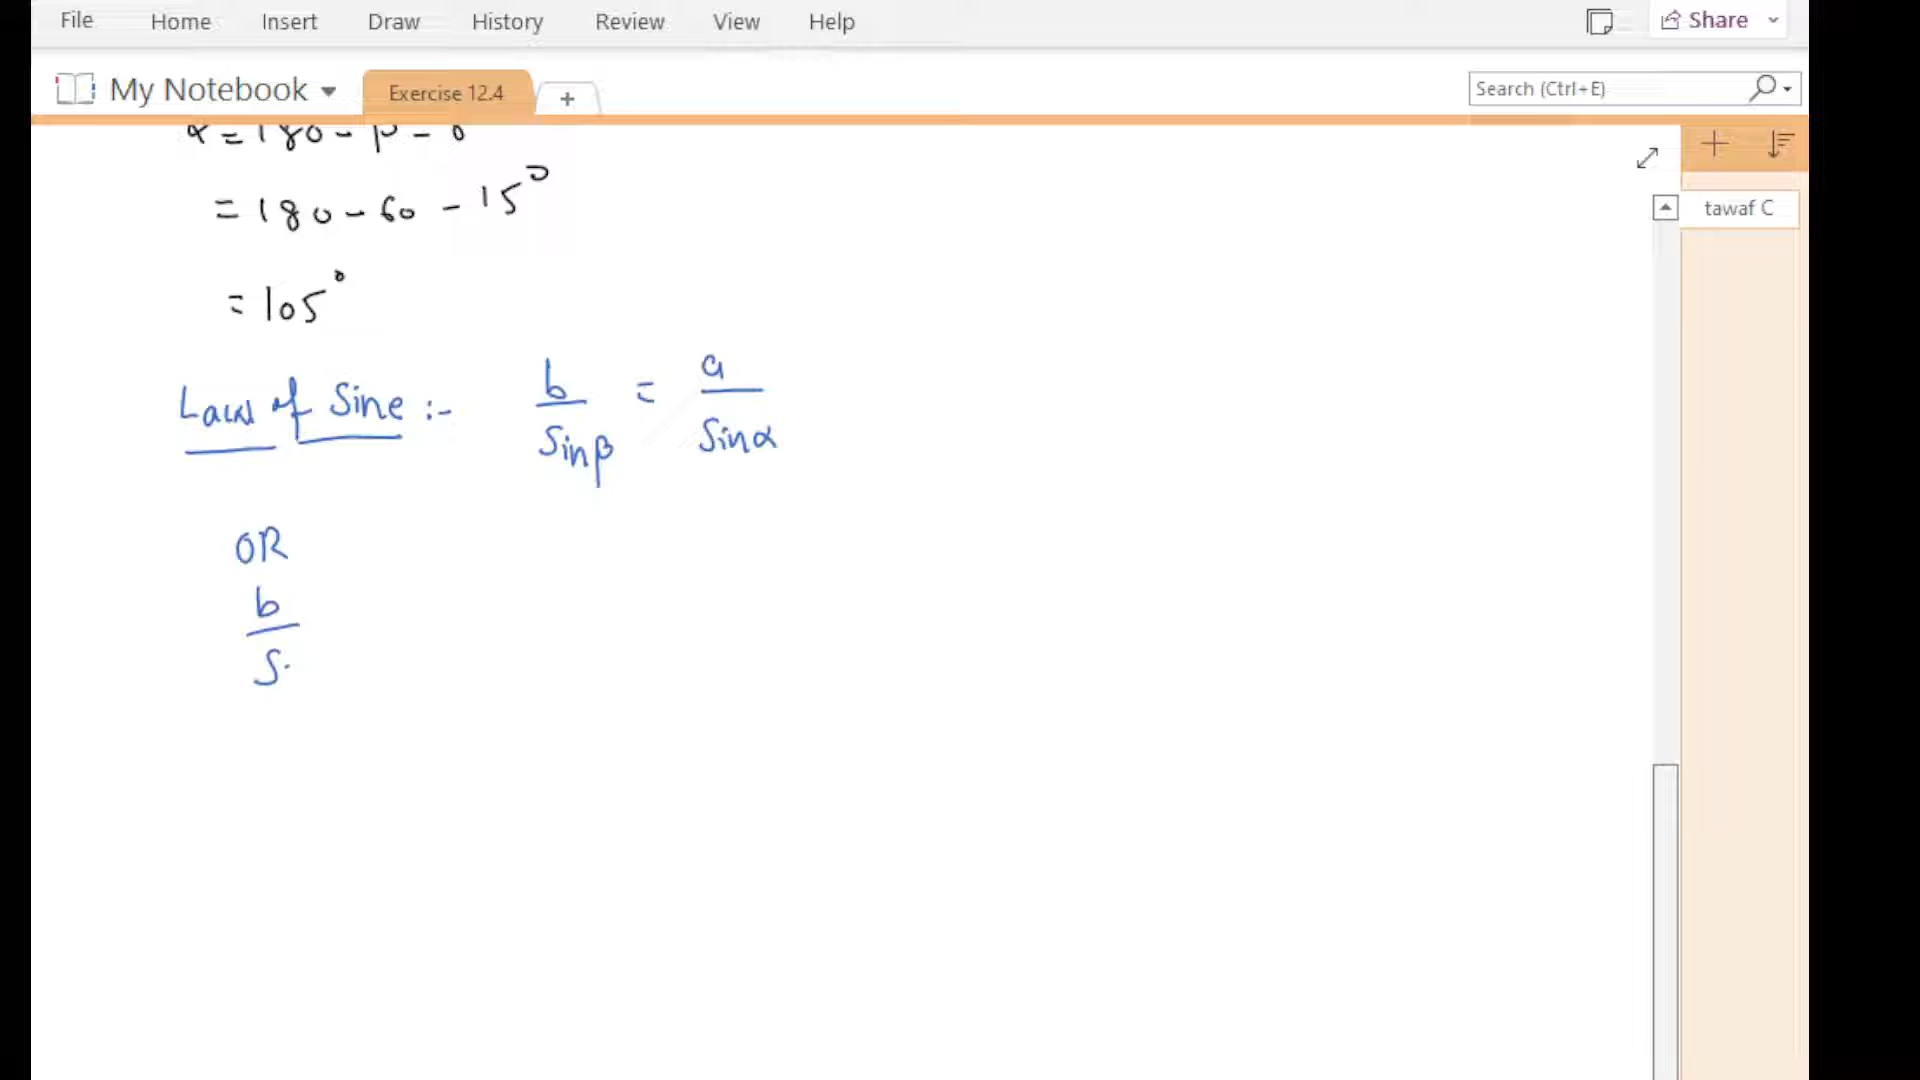 File Home Insert Draw History Review View Help Share
My Notebook Exercise 12.4 + Search (Ctrl+E)
tawaf C
= 180 - 60 - 15°
= 105°
Law of Sine :- b/Sinβ = a/Sinα
OR
b
S.